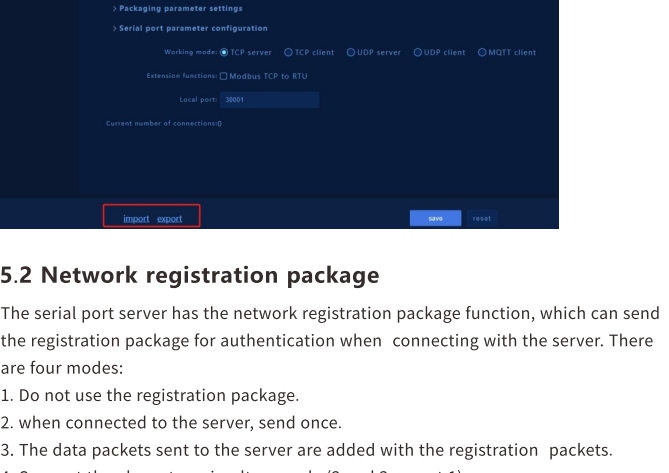 > Packaging parameter settings
> Serial port parameter configuration
Working mode: TCP server TCP client UDP server UDP client MQTT client
Extension functions: Modbus TCP to RTU
Local port: 30001
Current number of connections:0
import export save reset
5.2 Network registration package
The serial port server has the network registration package function, which can send
the registration package for authentication when connecting with the server. There
are four modes:
1. Do not use the registration package.
2. when connected to the server, send once.
3. The data packets sent to the server are added with the registration packets.